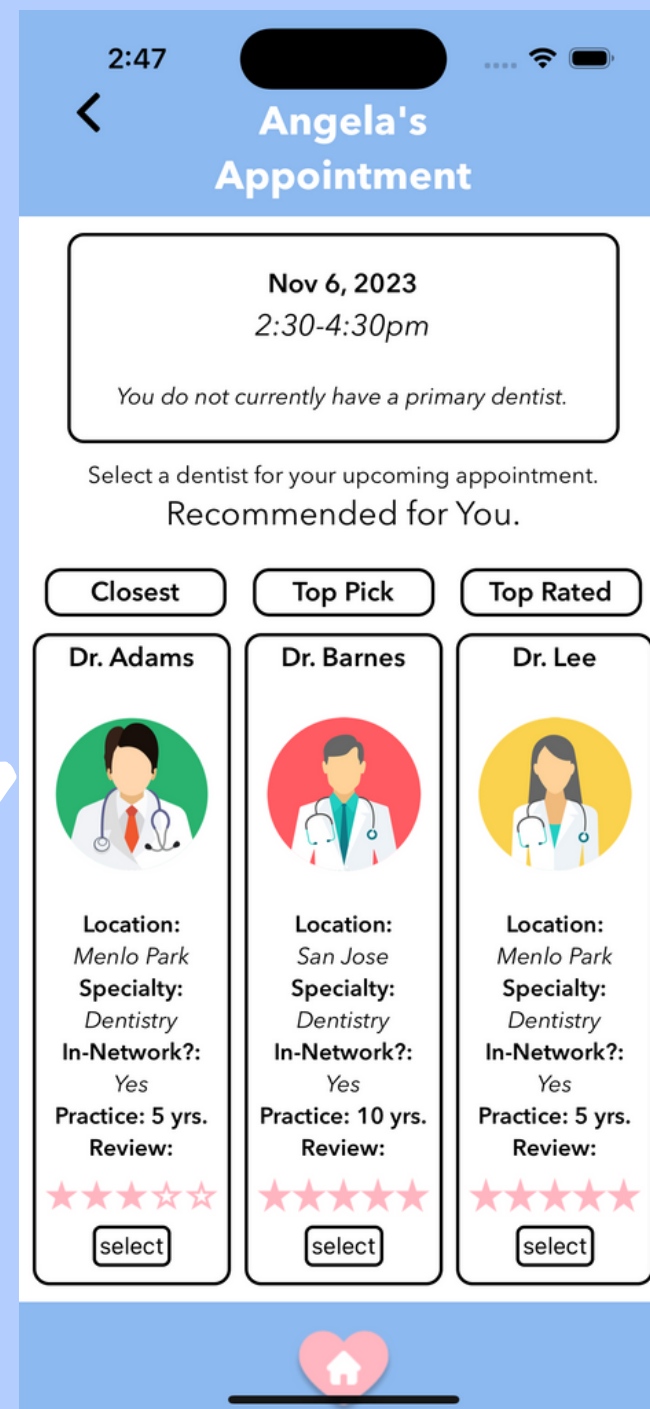 2:47
Angela's
Appointment
Nov 6, 2023
2:30-4:30pm
You do not currently have a primary dentist.
Select a dentist for your upcoming appointment.
Recommended for You.
Closest
Top Pick
Top Rated
Dr. Adams
Location:
Menlo Park
Specialty:
Dentistry
In-Network?:
Yes
Practice: 5 yrs.
Review:
select
Dr. Barnes
Location:
San Jose
Specialty:
Dentistry
In-Network?:
Yes
Practice: 10 yrs.
Review:
select
Dr. Lee
Location:
Menlo Park
Specialty:
Dentistry
In-Network?:
Yes
Practice: 5 yrs.
Review:
select